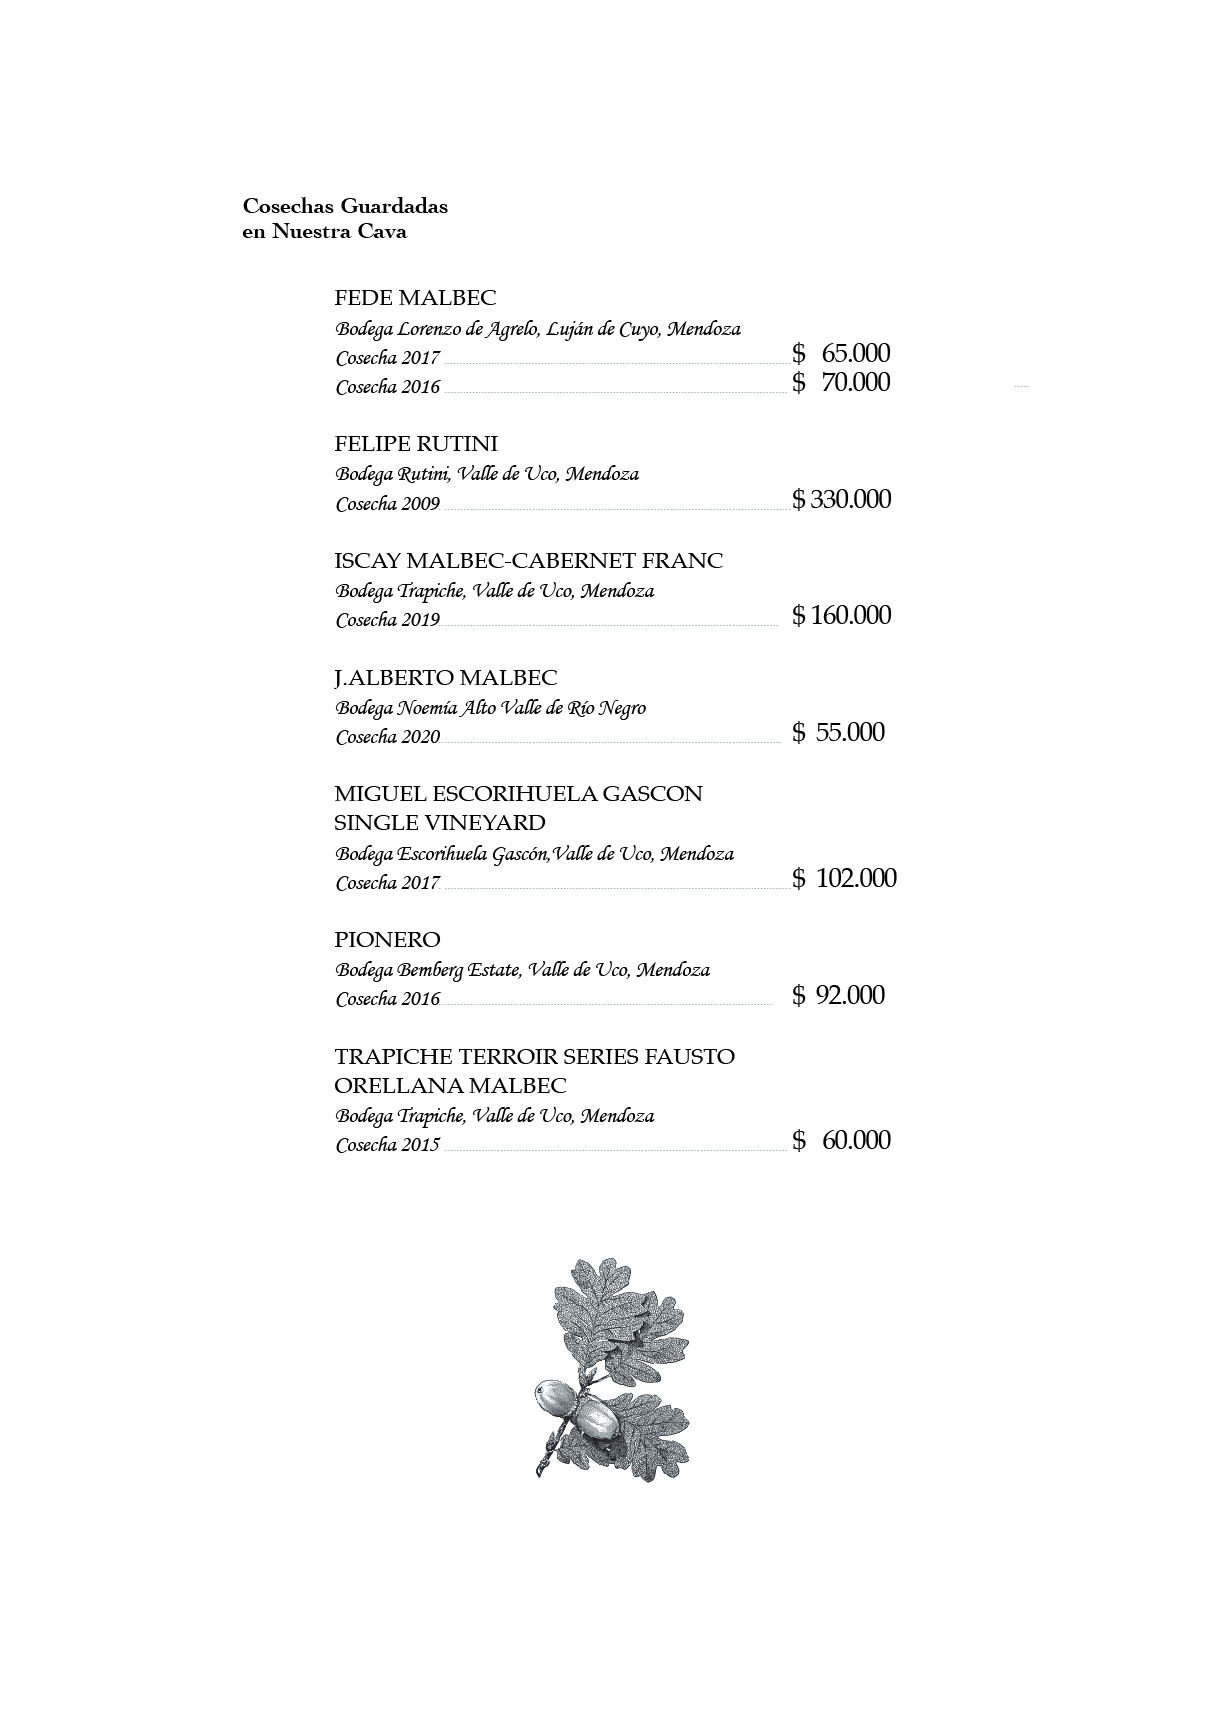 Cosechas Guardadas
en Nuestra Cava
FEDE MALBEC
Bodega Lorenzo de Agrelo, Luján de Cuyo, Mendoza
Cosecha 2017 $ 65.000
Cosecha 2016 $ 70.000
FELIPE RUTINI
Bodega Rutini, Valle de Uco, Mendoza
Cosecha 2009 $ 330.000
ISCAY MALBEC-CABERNET FRANC
Bodega Trapiche, Valle de Uco, Mendoza
Cosecha 2019 $ 160.000
J.ALBERTO MALBEC
Bodega Noemía Alto Valle de Río Negro
Cosecha 2020 $ 55.000
MIGUEL ESCORIHUELA GASCON
SINGLE VINEYARD
Bodega Escorihuela Gascón,Valle de Uco, Mendoza
Cosecha 2017 $ 102.000
PIONERO
Bodega Bemberg Estate, Valle de Uco, Mendoza
Cosecha 2016 $ 92.000
TRAPICHE TERROIR SERIES FAUSTO
ORELLANA MALBEC
Bodega Trapiche, Valle de Uco, Mendoza
Cosecha 2015 $ 60.000